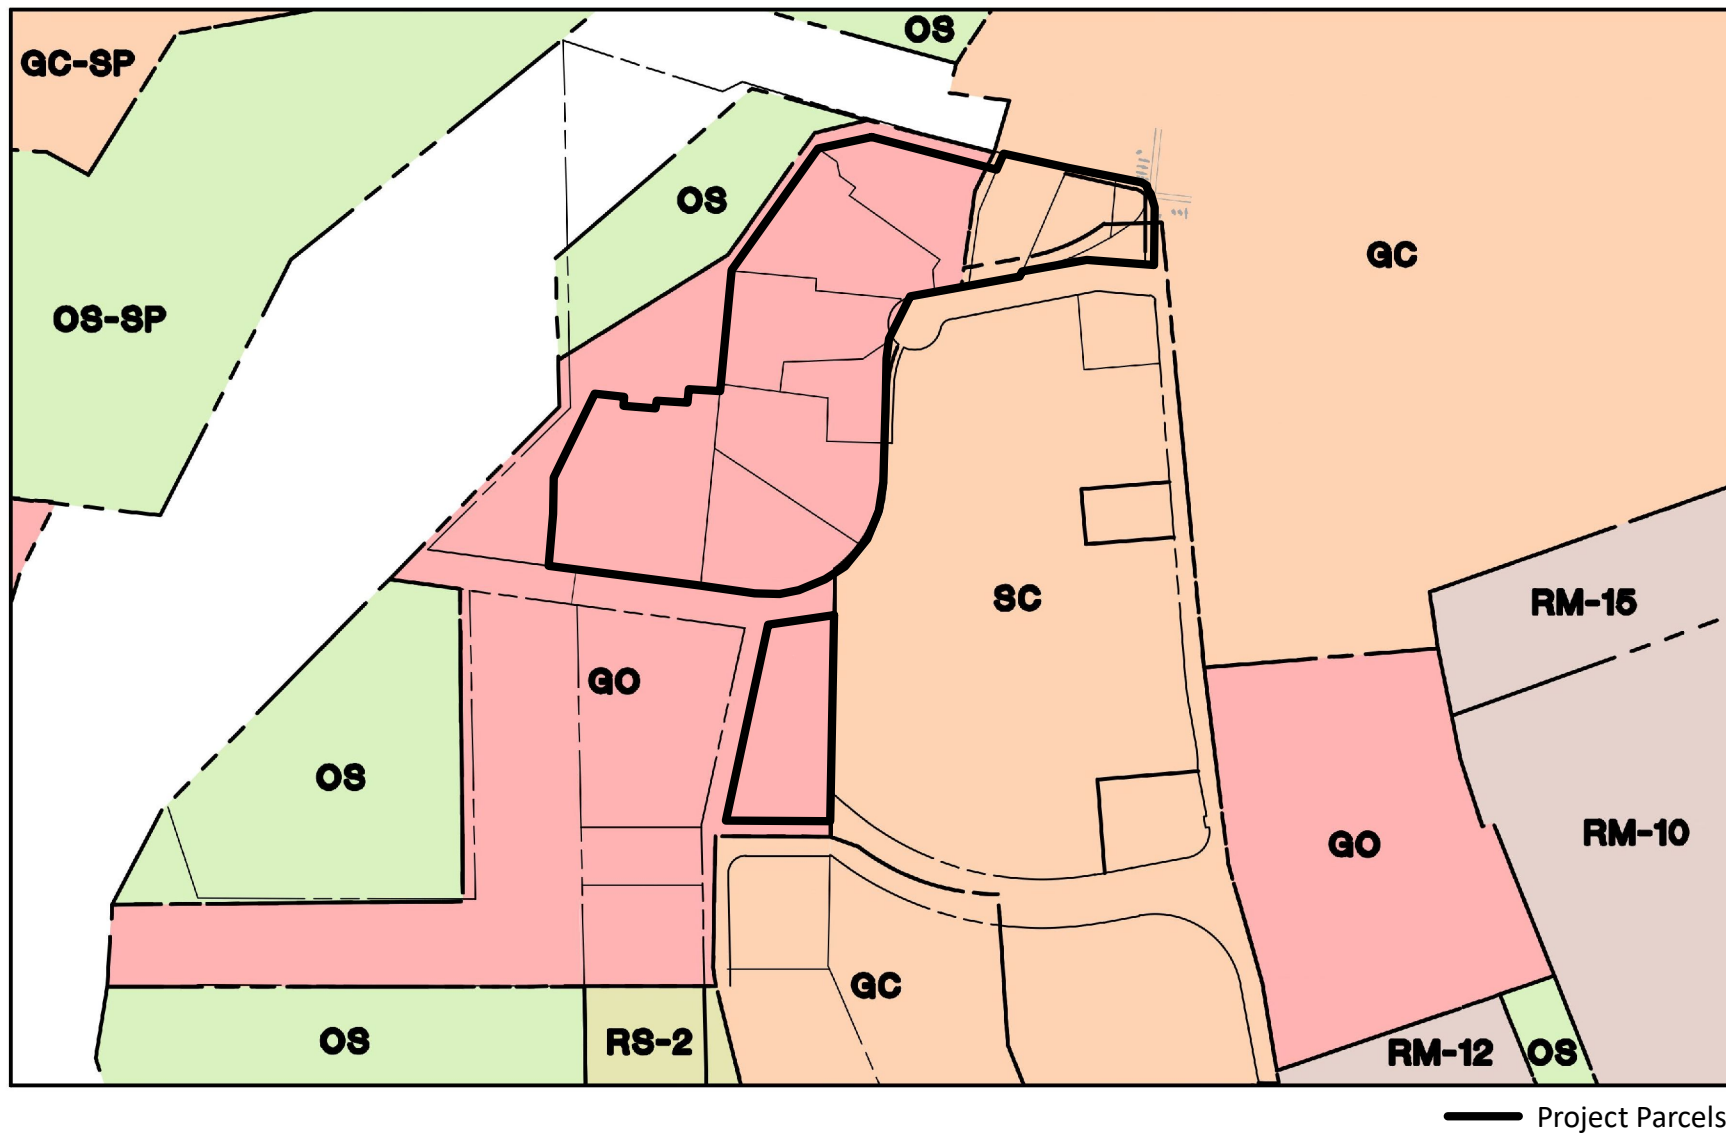 OS
GC-SP
OS
GC
OS-SP
SC
RM-15
GO
OS
RM-10
GO
GC
OS
RS-2
RM-12
OS
Project Parcels